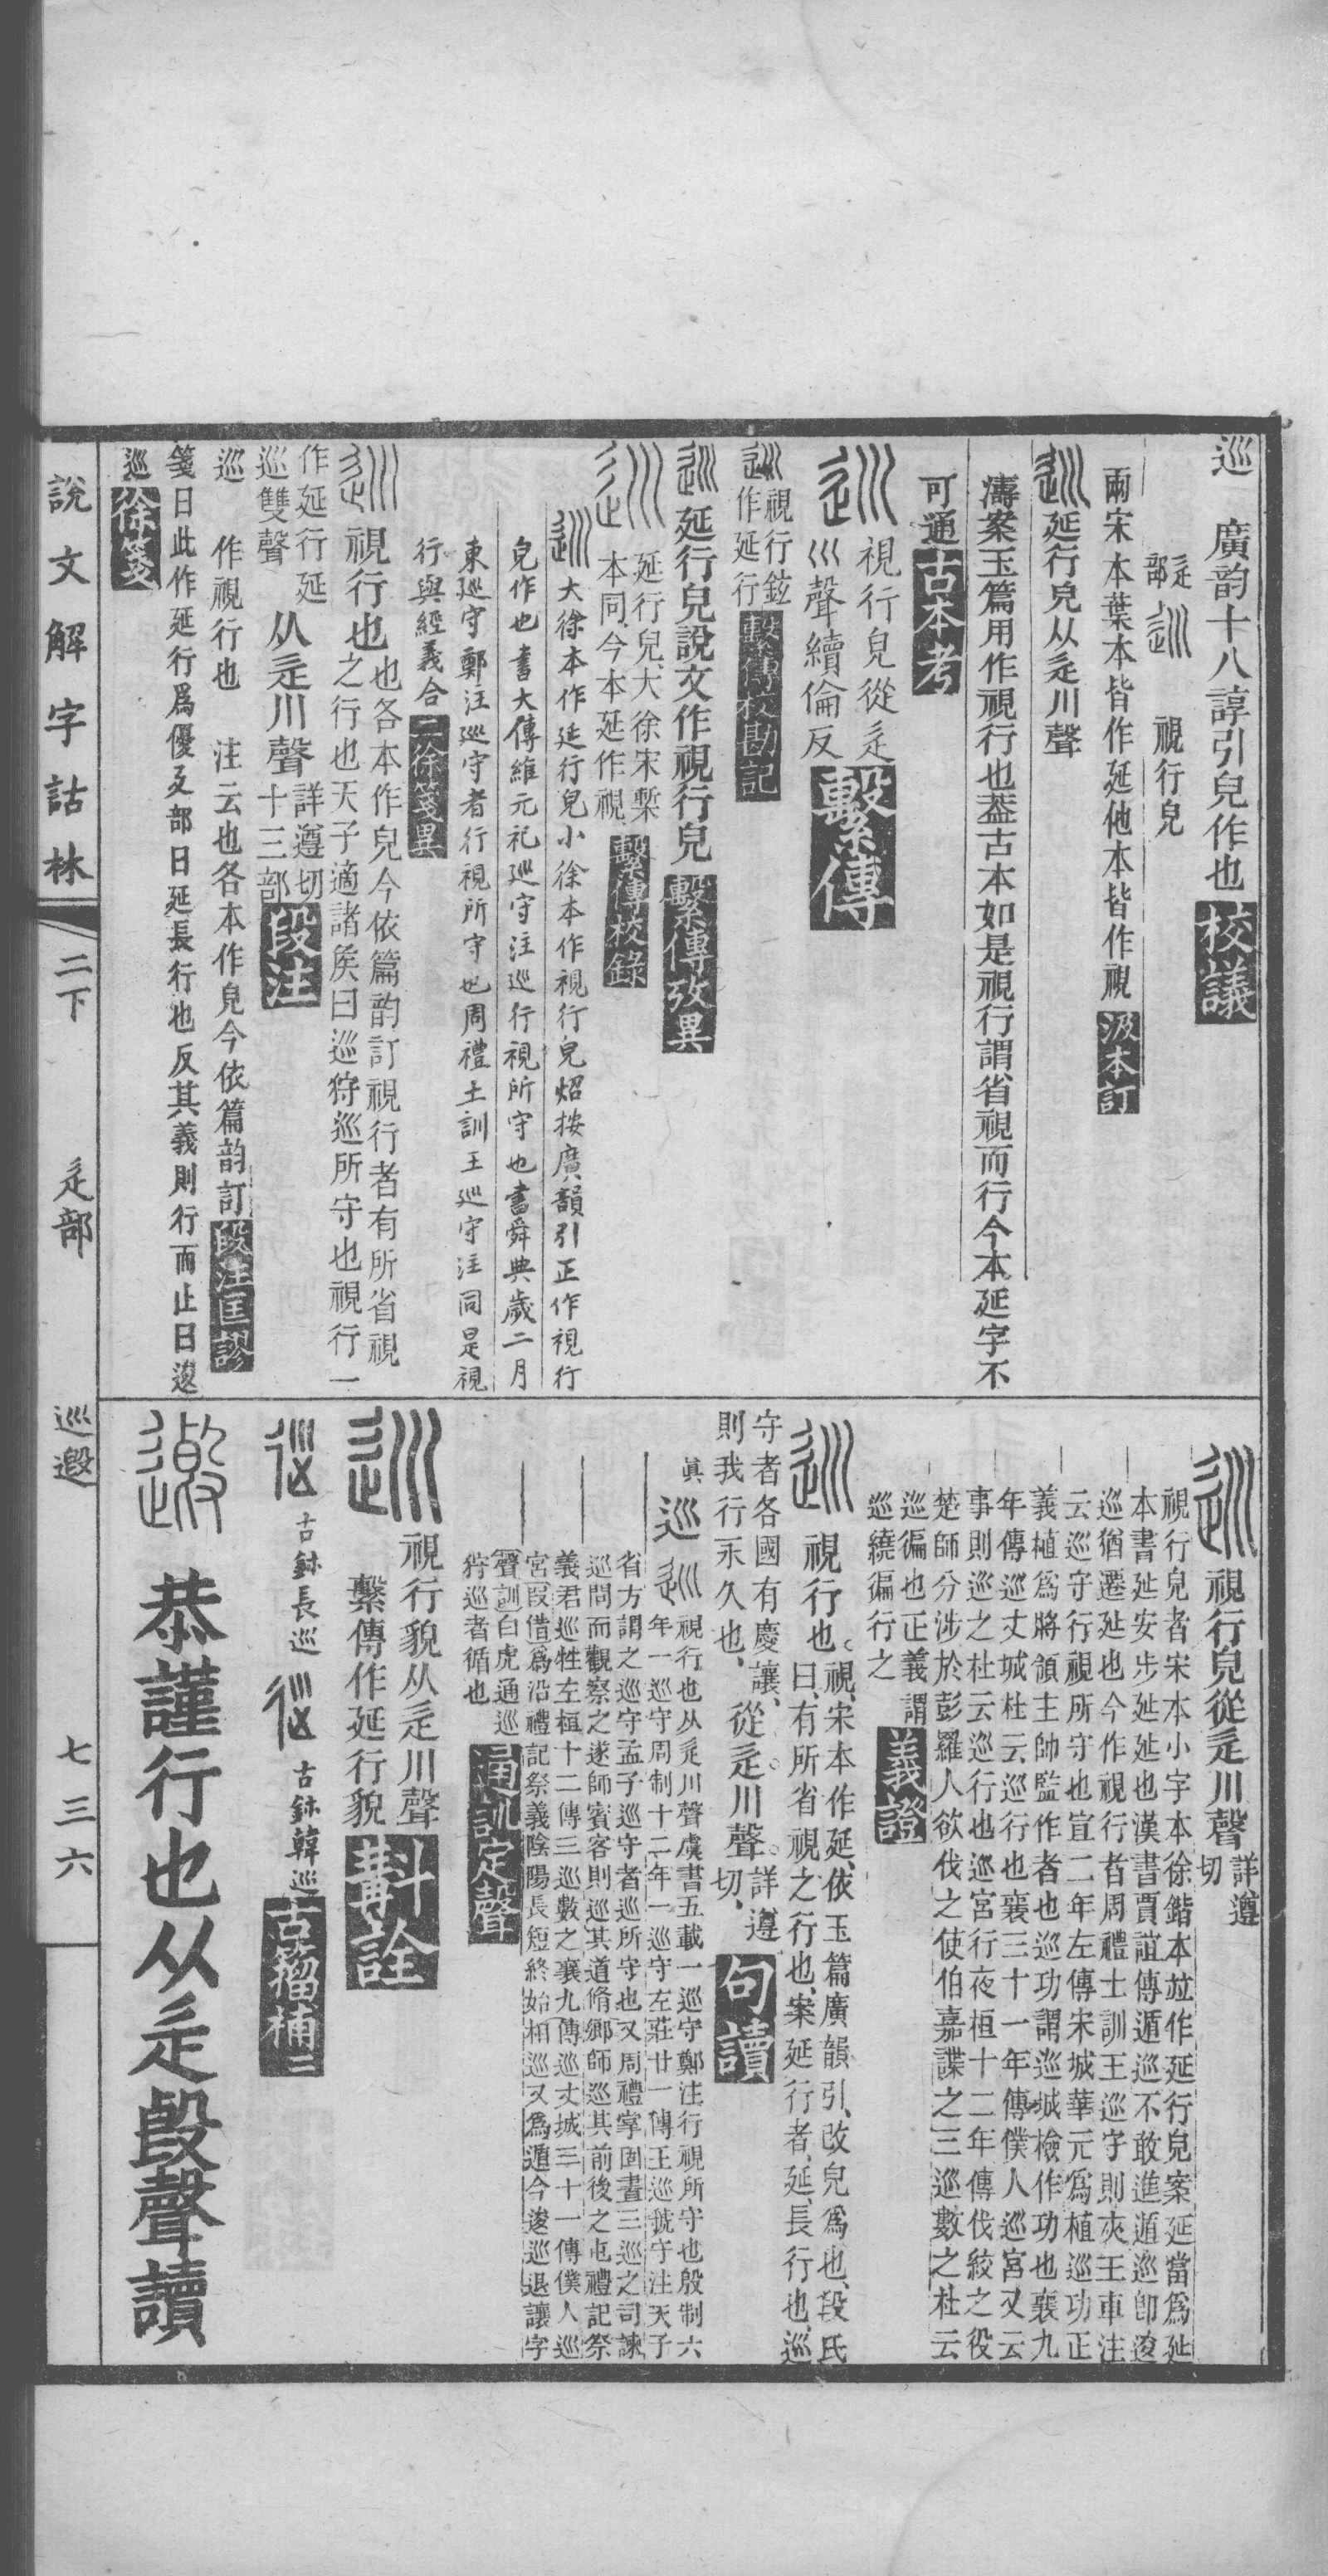 巡　廣韵十八諄引皃作也 校議
辵部　巡　視行皃
兩宋本葉本皆作延他本皆作視 汲本訂
巡延行皃从辵川聲
濤案玉篇用作視行也葢古本如是視行謂省視而行今本延字不
可通 古本考
巡　視行皃從辵
巛聲續倫反 繫傳
巡視行鉉
作延行 繫傳校勘記
巡延行皃說文作視行皃 繫傳攷異
巡　延行皃大徐宋槧
本同今本延作視 繫傳校錄
巡大徐本作延行皃小徐本作視行皃炤按廣韻引正作視行
皃作也書大傳維元祀巡守注巡行視所守也書舜典歲二月
東巡守鄭注巡守者行視所守也周禮土訓王巡守注同是視
行與經義合 二徐箋異
巡視行也
也各本作皃今依篇韵訂視行者有所省視
之行也天子適諸矦曰巡狩巡所守也視行一
作延行延
巡雙聲
从辵川聲
詳遵切
十三部 段注
巡　作視行也　注云也各本作皃今依篇韵訂 段注匡謬
箋曰此作延行爲優廴部曰延長行也反其義則行而止曰逡
巡 徐箋
巡視行皃從辵川聲
詳遵
切
視行皃者宋本小字本徐鍇本竝作延行皃案延當爲延
本書延安步延延也漢書賈誼傳遁巡不敢進遁巡卽逡
巡猶遷延也今作視行者周禮土訓王巡守則夾王車注
云巡守行視所守也宣二年左傳宋城華元爲植巡功正
義植爲將領主帥監作者也巡功謂巡城檢作功也襄九
年傳巡丈城杜云巡行也襄三十一年傳僕人巡宮又云
事則巡之杜云巡行也巡宮行夜桓十二年傳伐絞之役
楚師分涉於彭羅人欲伐之使伯嘉諜之三巡數之杜云
巡徧也正義謂
巡繞徧行之 義證
巡視行也
視宋本作延依玉篇廣韻引改皃爲也段氏
曰有所省視之行也案延行者延長行也巡
守者各國有慶讓
則我行永久也
從辵川聲
詳遵
切 句讀
巡　巡視行也从辵川聲虞書五載一巡守鄭注行視所守也殷制六
年一巡守周制十二年一巡守左莊廿一傳王巡虢守注天子
省方謂之巡守孟子巡守者巡所守也又周禮宰圉晝三巡之司諫
巡問而觀察之遂師賓客則巡其道脩鄉師巡其前後之屯禮記祭
義君巡牲左桓十二傳三巡數之襄九傳巡丈城三十一傳僕人巡
宮叚借爲沿禮記祭義陰陽長短終始相巡又爲遁今逡巡退讓字
聲訓白虎通巡
狩巡者循也 通訓定聲
巡視行貌从辵川聲
繫傳作延行貌 斠詮
古鉥長巡　古鉥韓巡 古籀補二
恭謹行也从辵𣪘聲讀
說文解字詁林　二下　辵部　巡　七三六